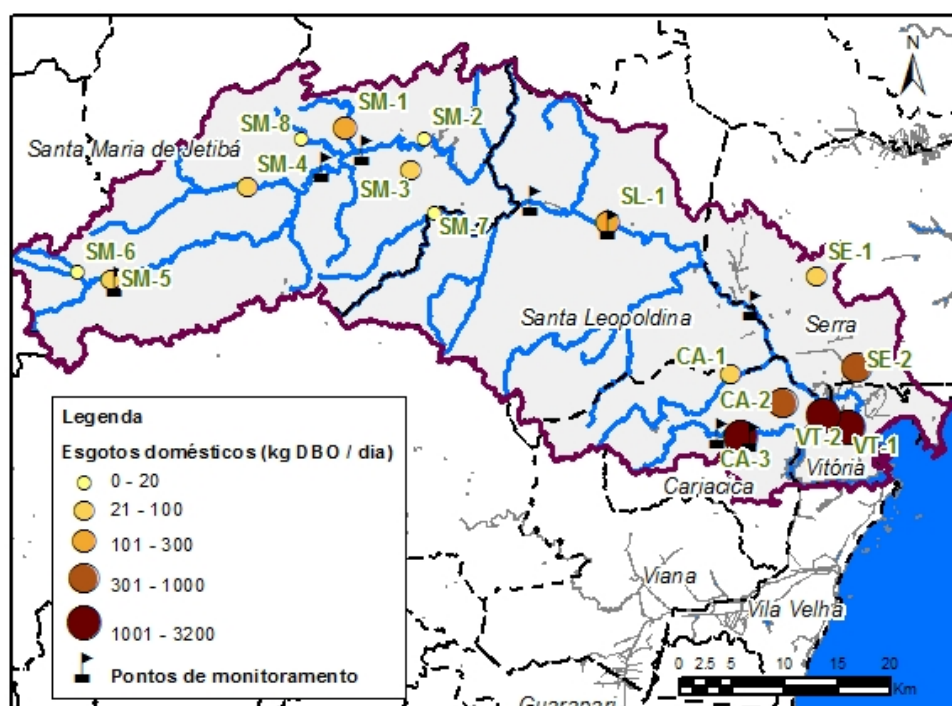 N
SM-1
SM-8
SM-2
Santa Maria de Jetibá
SM-4
SM-3
SL-1
SM-7
SM-6
SM-5
SE-1
Santa Leopoldina
Serra
CA-1
SE-2
CA-2
VT-2
VT-1
CA-3
Vitória
Cariacica
Legenda
Esgotos domésticos (kg DBO / dia)
0 - 20
21 - 100
101 - 300
301 - 1000
1001 - 3200
Pontos de monitoramento
Viana
Vila Velha
0 2.5 5 10 15 20
Km
Guarapari